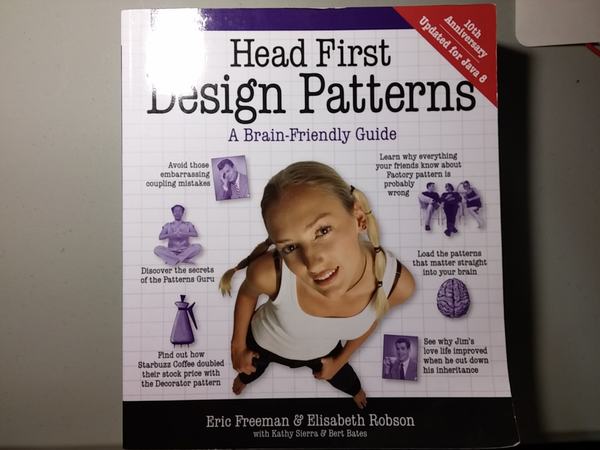 10th
Anniversary
Updated for Java 8
Head First
Design Patterns
A Brain-Friendly Guide
Avoid those
embarrassing
coupling mistakes
Learn why everything
your friends know about
Factory pattern is
probably
wrong
Discover the secrets
of the Patterns Guru
Load the patterns
that matter straight
into your brain
Find out how
Starbuzz Coffee doubled
their stock price with
the Decorator pattern
See why Jim's
love life improved
when he cut down
his inheritance
Eric Freeman & Elisabeth Robson
with Kathy Sierra & Bert Bates